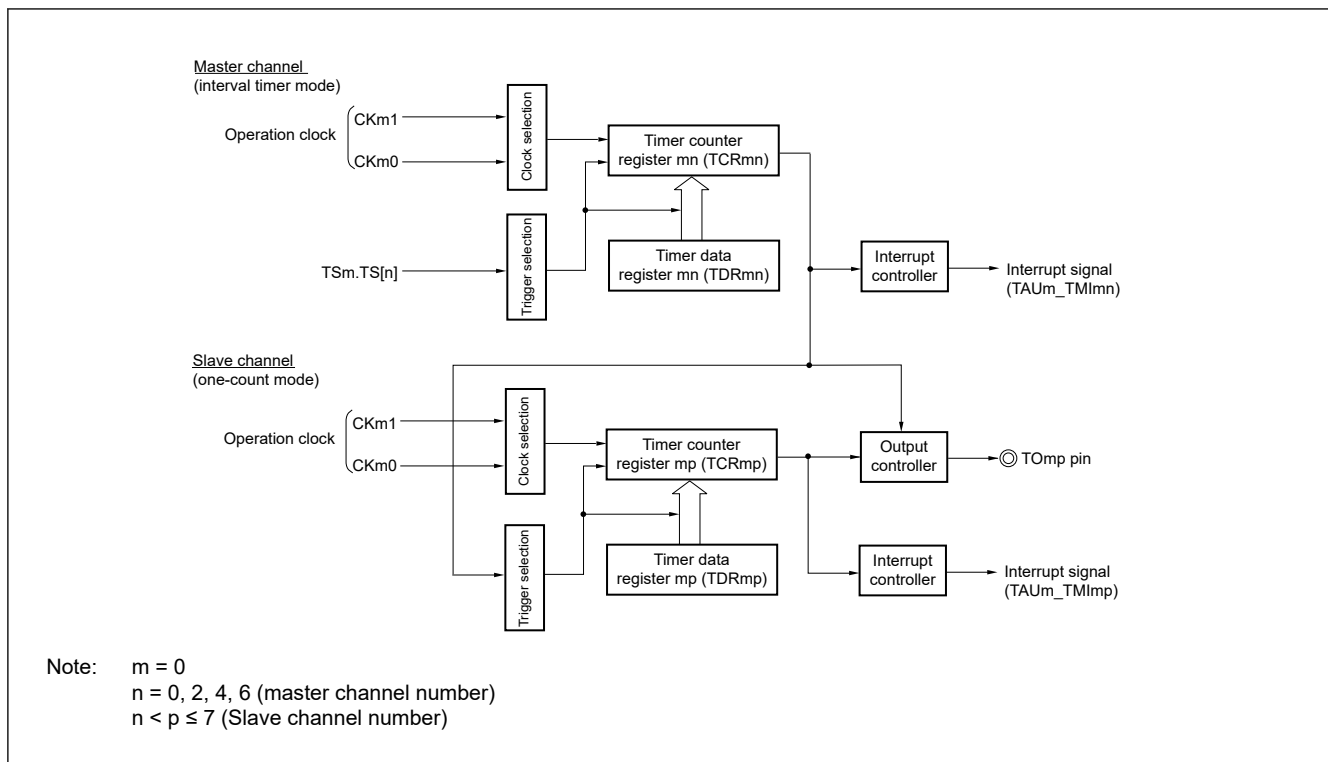 Master channel
(interval timer mode)
Operation clock
CKm1
CKm0
Clock selection
Timer counter
register mn (TCRmn)
TSm.TS[n]
Trigger selection
Timer data
register mn (TDRmn)
Interrupt
controller
Interrupt signal
(TAUm_TMImn)
Slave channel
(one-count mode)
Operation clock
CKm1
CKm0
Clock selection
Timer counter
register mp (TCRmp)
Output
controller
TOmp pin
Trigger selection
Timer data
register mp (TDRmp)
Interrupt
controller
Interrupt signal
(TAUm_TMImp)
Note: m = 0
n = 0, 2, 4, 6 (master channel number)
n < p ≤ 7 (Slave channel number)